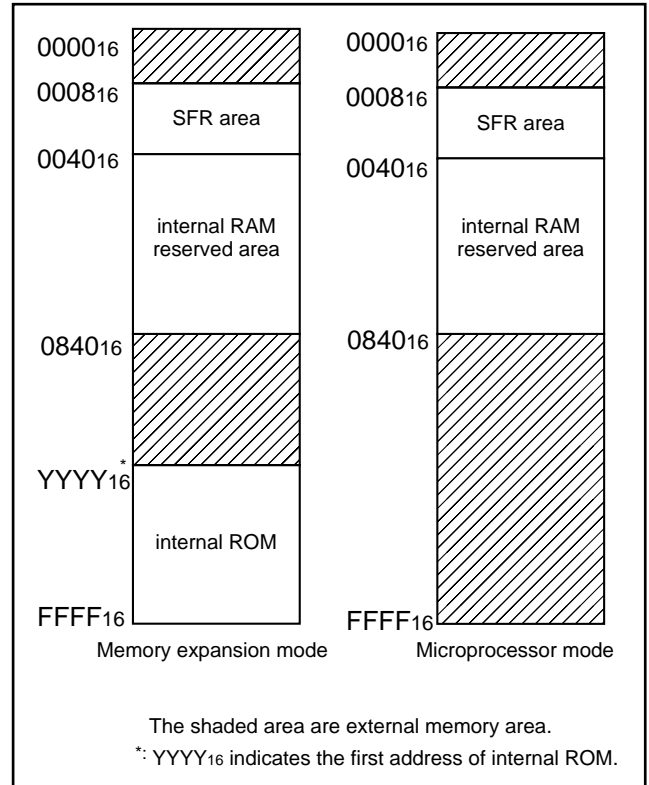 0000₁₆
0008₁₆
SFR area
0040₁₆
internal RAM
reserved area
0840₁₆
YYYY₁₆*
internal ROM
FFFF₁₆
Memory expansion mode
0000₁₆
0008₁₆
SFR area
0040₁₆
internal RAM
reserved area
0840₁₆
FFFF₁₆
Microprocessor mode
The shaded area are external memory area.
*: YYYY₁₆ indicates the first address of internal ROM.